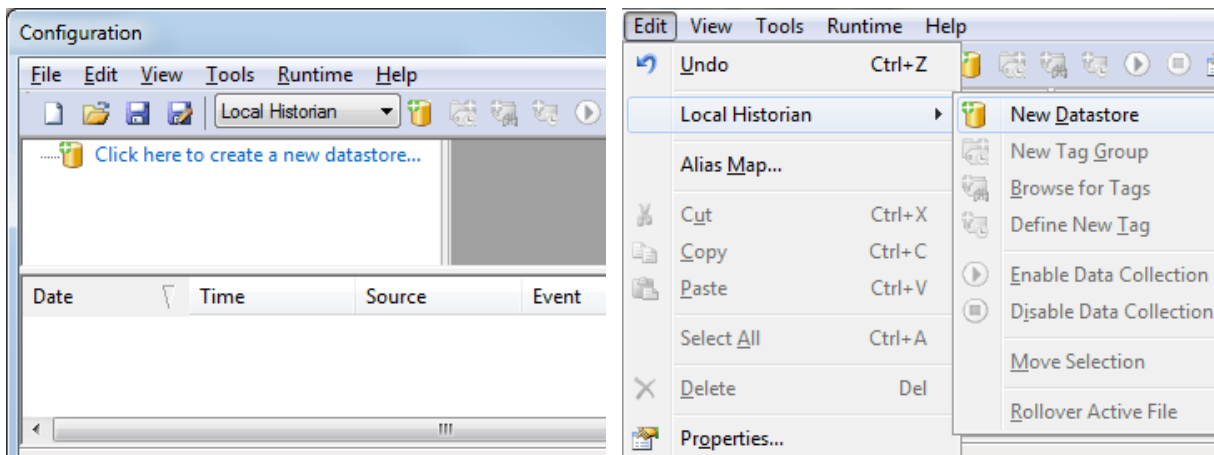 Configuration
File Edit View Tools Runtime Help
Local Historian
Click here to create a new datastore...
Date Time Source Event
Edit View Tools Runtime Help
Undo Ctrl+Z
Local Historian
Alias Map...
Cut Ctrl+X
Copy Ctrl+C
Paste Ctrl+V
Select All Ctrl+A
Delete Del
Properties...
New Datastore
New Tag Group
Browse for Tags
Define New Tag
Enable Data Collection
Disable Data Collection
Move Selection
Rollover Active File